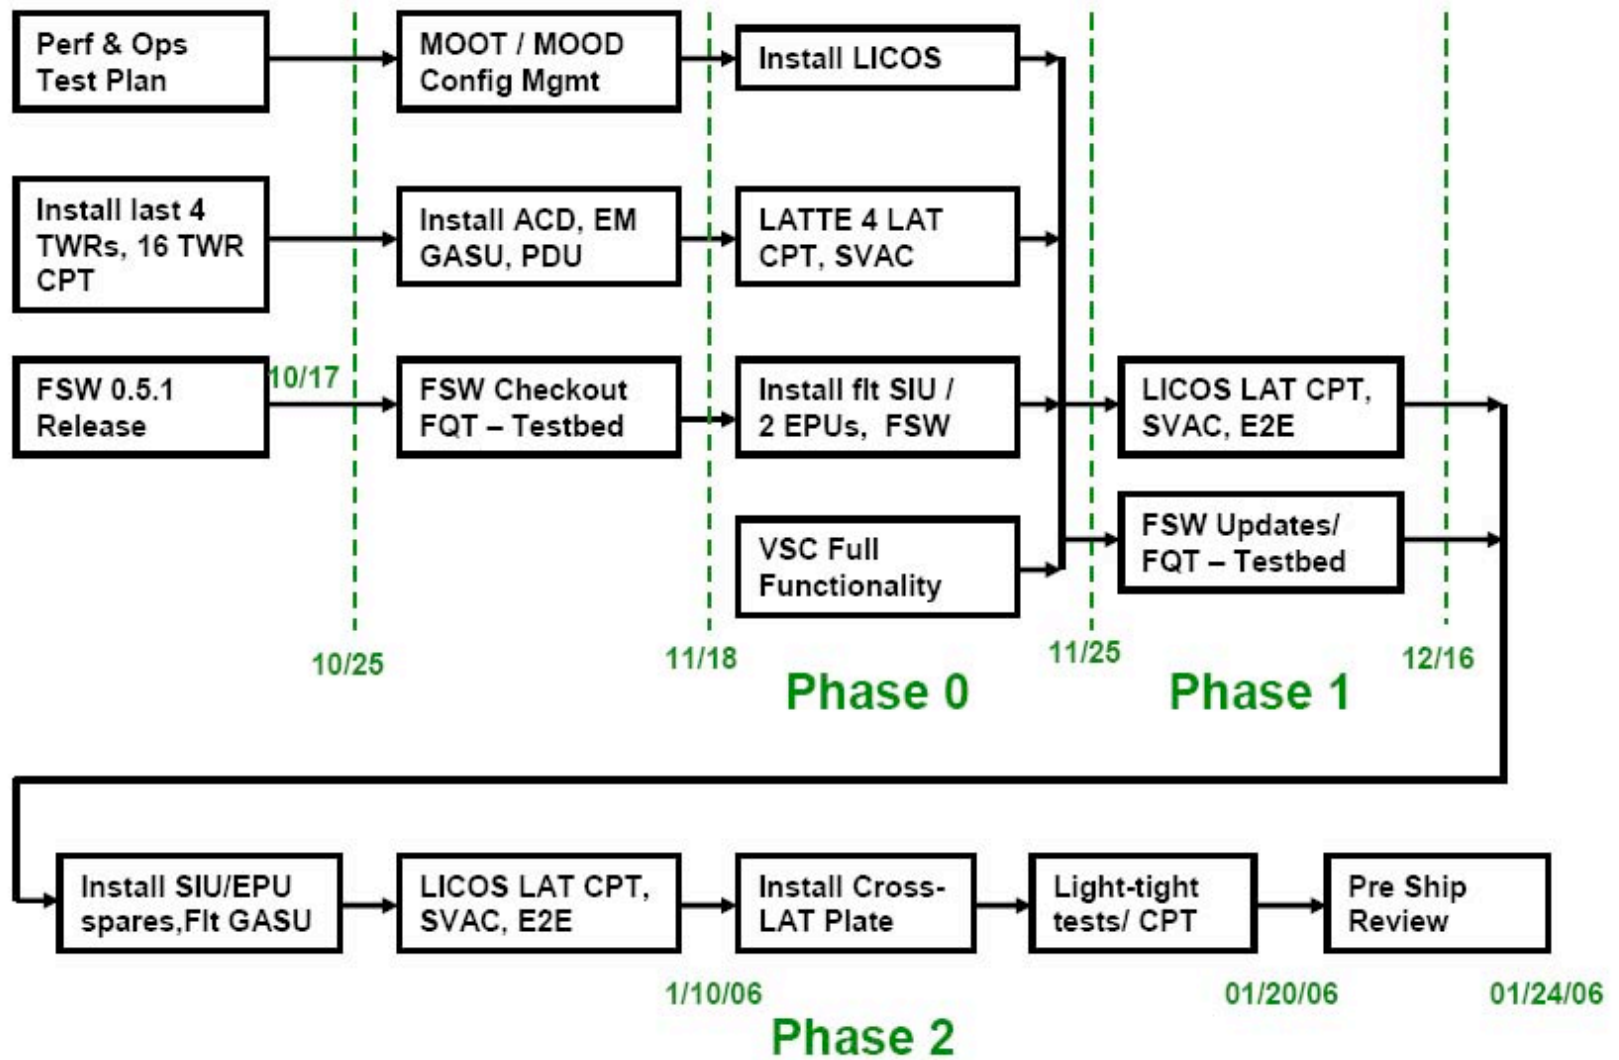 Perf & Ops
Test Plan
MOOT / MOOD
Config Mgmt
Install LICOS
Install last 4
TWRs, 16 TWR
CPT
Install ACD, EM
GASU, PDU
LATTE 4 LAT
CPT, SVAC
FSW 0.5.1
Release
10/17
FSW Checkout
FQT – Testbed
Install flt SIU /
2 EPUs, FSW
LICOS LAT CPT,
SVAC, E2E
VSC Full
Functionality
FSW Updates/
FQT – Testbed
10/25
11/18
11/25
12/16
Phase 0
Phase 1
Install SIU/EPU
spares,Flt GASU
LICOS LAT CPT,
SVAC, E2E
Install Cross-
LAT Plate
Light-tight
tests/ CPT
Pre Ship
Review
1/10/06
01/20/06
01/24/06
Phase 2